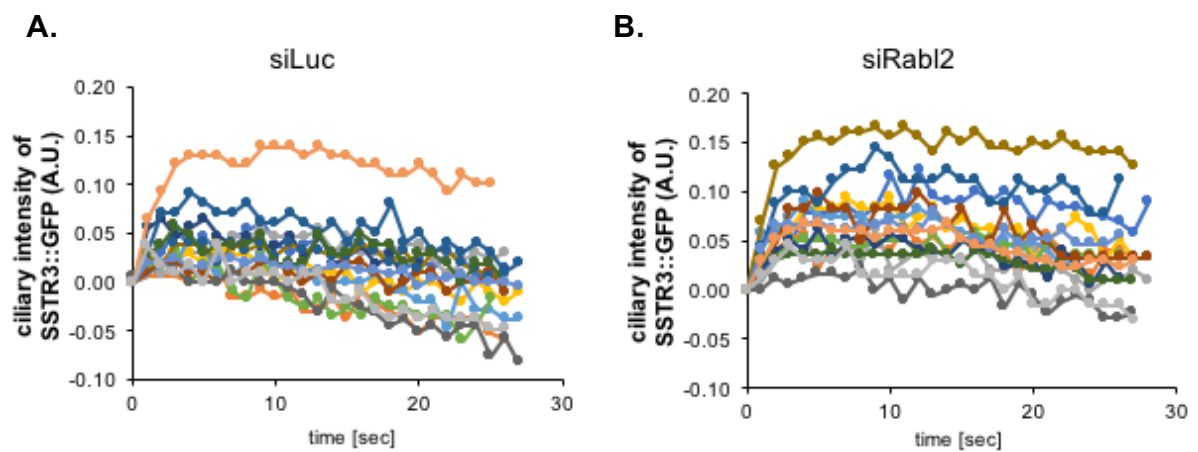 A.
siLuc
ciliary intensity of
SSTR3::GFP (A.U.)
0.20
0.15
0.10
0.05
0.00
-0.05
-0.10
0
10
20
30
time [sec]
B.
siRabl2
ciliary intensity of
SSTR3::GFP (A.U.)
0.20
0.15
0.10
0.05
0.00
-0.05
-0.10
0
10
20
30
time [sec]